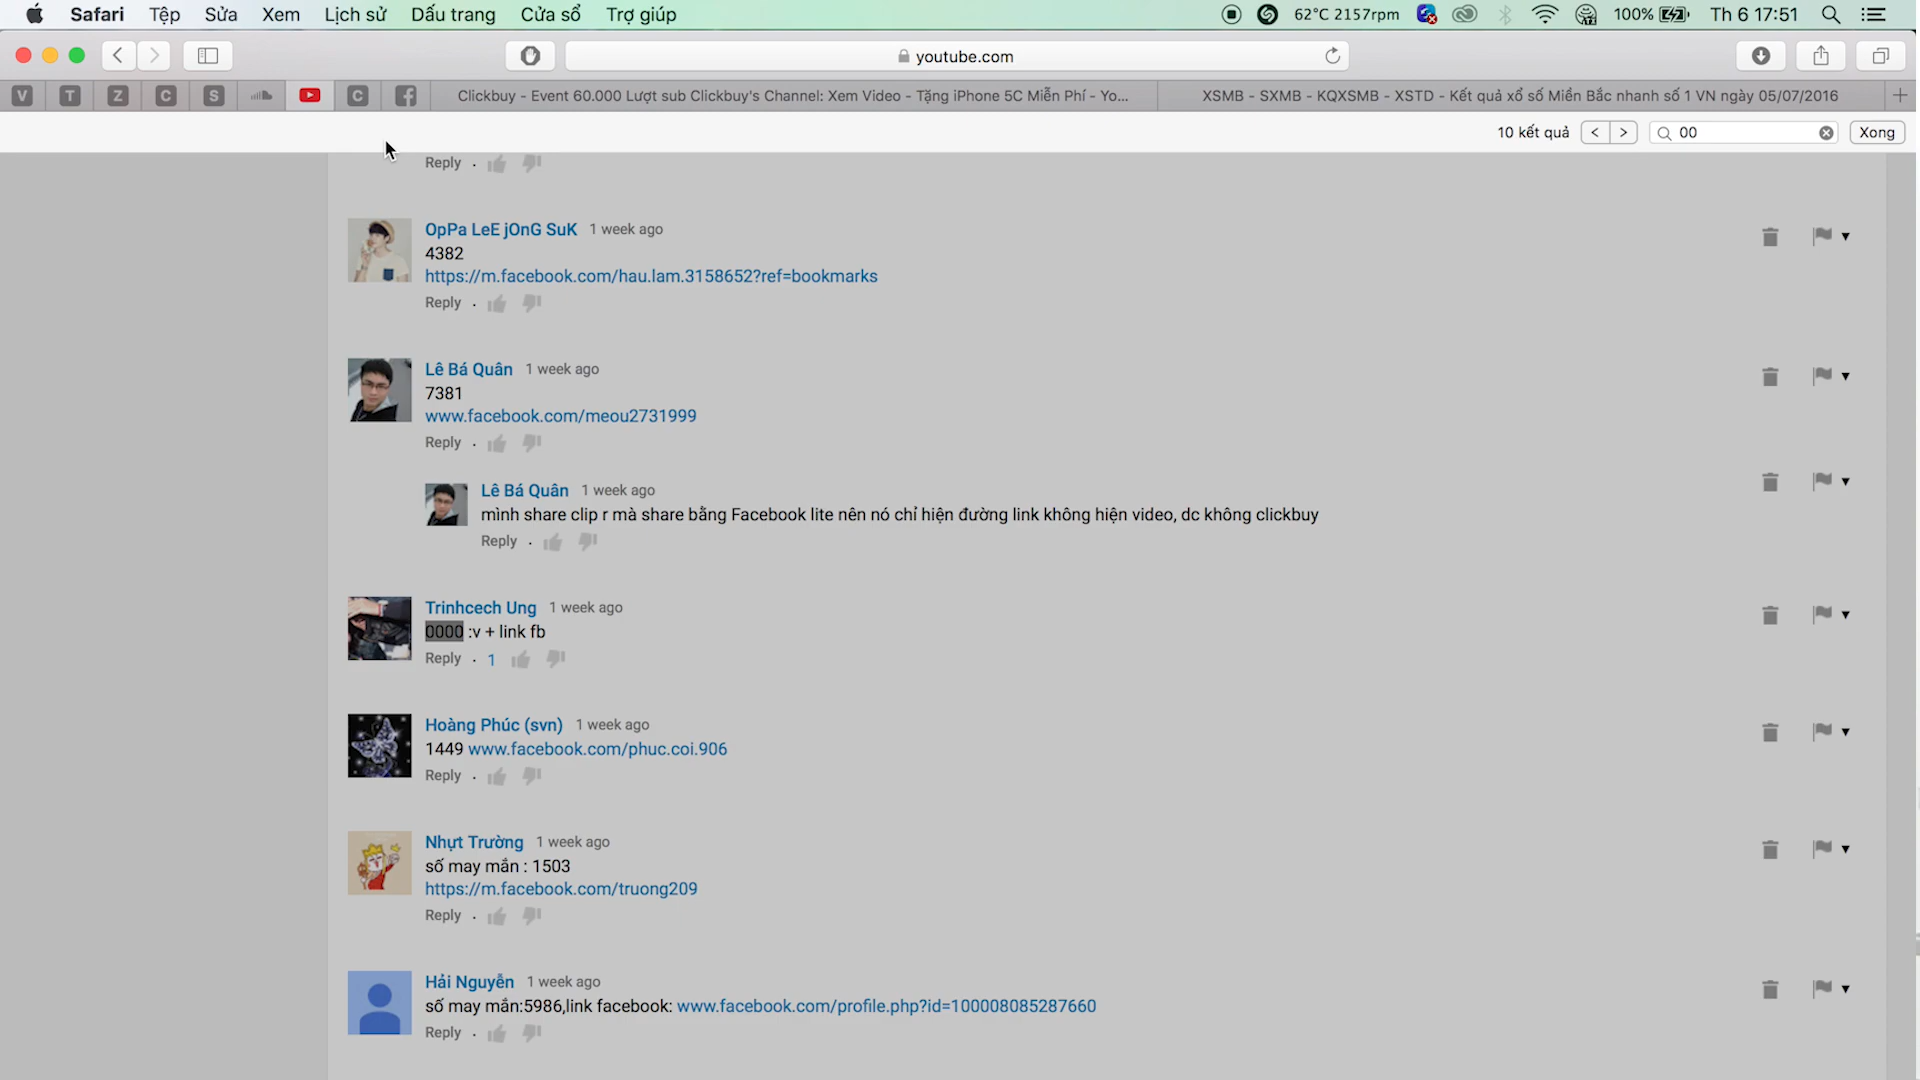 Safari Tệp Sửa Xem Lịch sử Dấu trang Cửa sổ Trợ giúp 62°C 2157rpm 100% Th 6 17:51
youtube.com
V T Z C S C Clickbuy - Event 60.000 Lượt sub Clickbuy's Channel: Xem Video - Tặng iPhone 5C Miễn Phí - Yo... XSMB - SXMB - KQXSMB - XSTD - Kết quả xổ số Miền Bắc nhanh số 1 VN ngày 05/07/2016
10 kết quả < > 00 Xong
Reply .
OpPa LeE jOnG SuK 1 week ago
4382
https://m.facebook.com/hau.lam.3158652?ref=bookmarks
Reply .
Lê Bá Quân 1 week ago
7381
www.facebook.com/meou2731999
Reply .
Lê Bá Quân 1 week ago
mình share clip r mà share bằng Facebook lite nên nó chỉ hiện đường link không hiện video, dc không clickbuy
Reply .
Trinhcech Ung 1 week ago
0000 :v + link fb
Reply . 1
Hoàng Phúc (svn) 1 week ago
1449 www.facebook.com/phuc.coi.906
Reply .
Nhựt Trường 1 week ago
số may mắn : 1503
https://m.facebook.com/truong209
Reply .
Hải Nguyễn 1 week ago
số may mắn:5986,link facebook: www.facebook.com/profile.php?id=100008085287660
Reply .